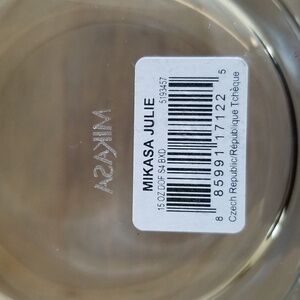 MIKASA
MIKASA JULIE
15 OZ DOF S4 BXD
5193457
8 85991 17122 5
Czech Republic/République Tchèque